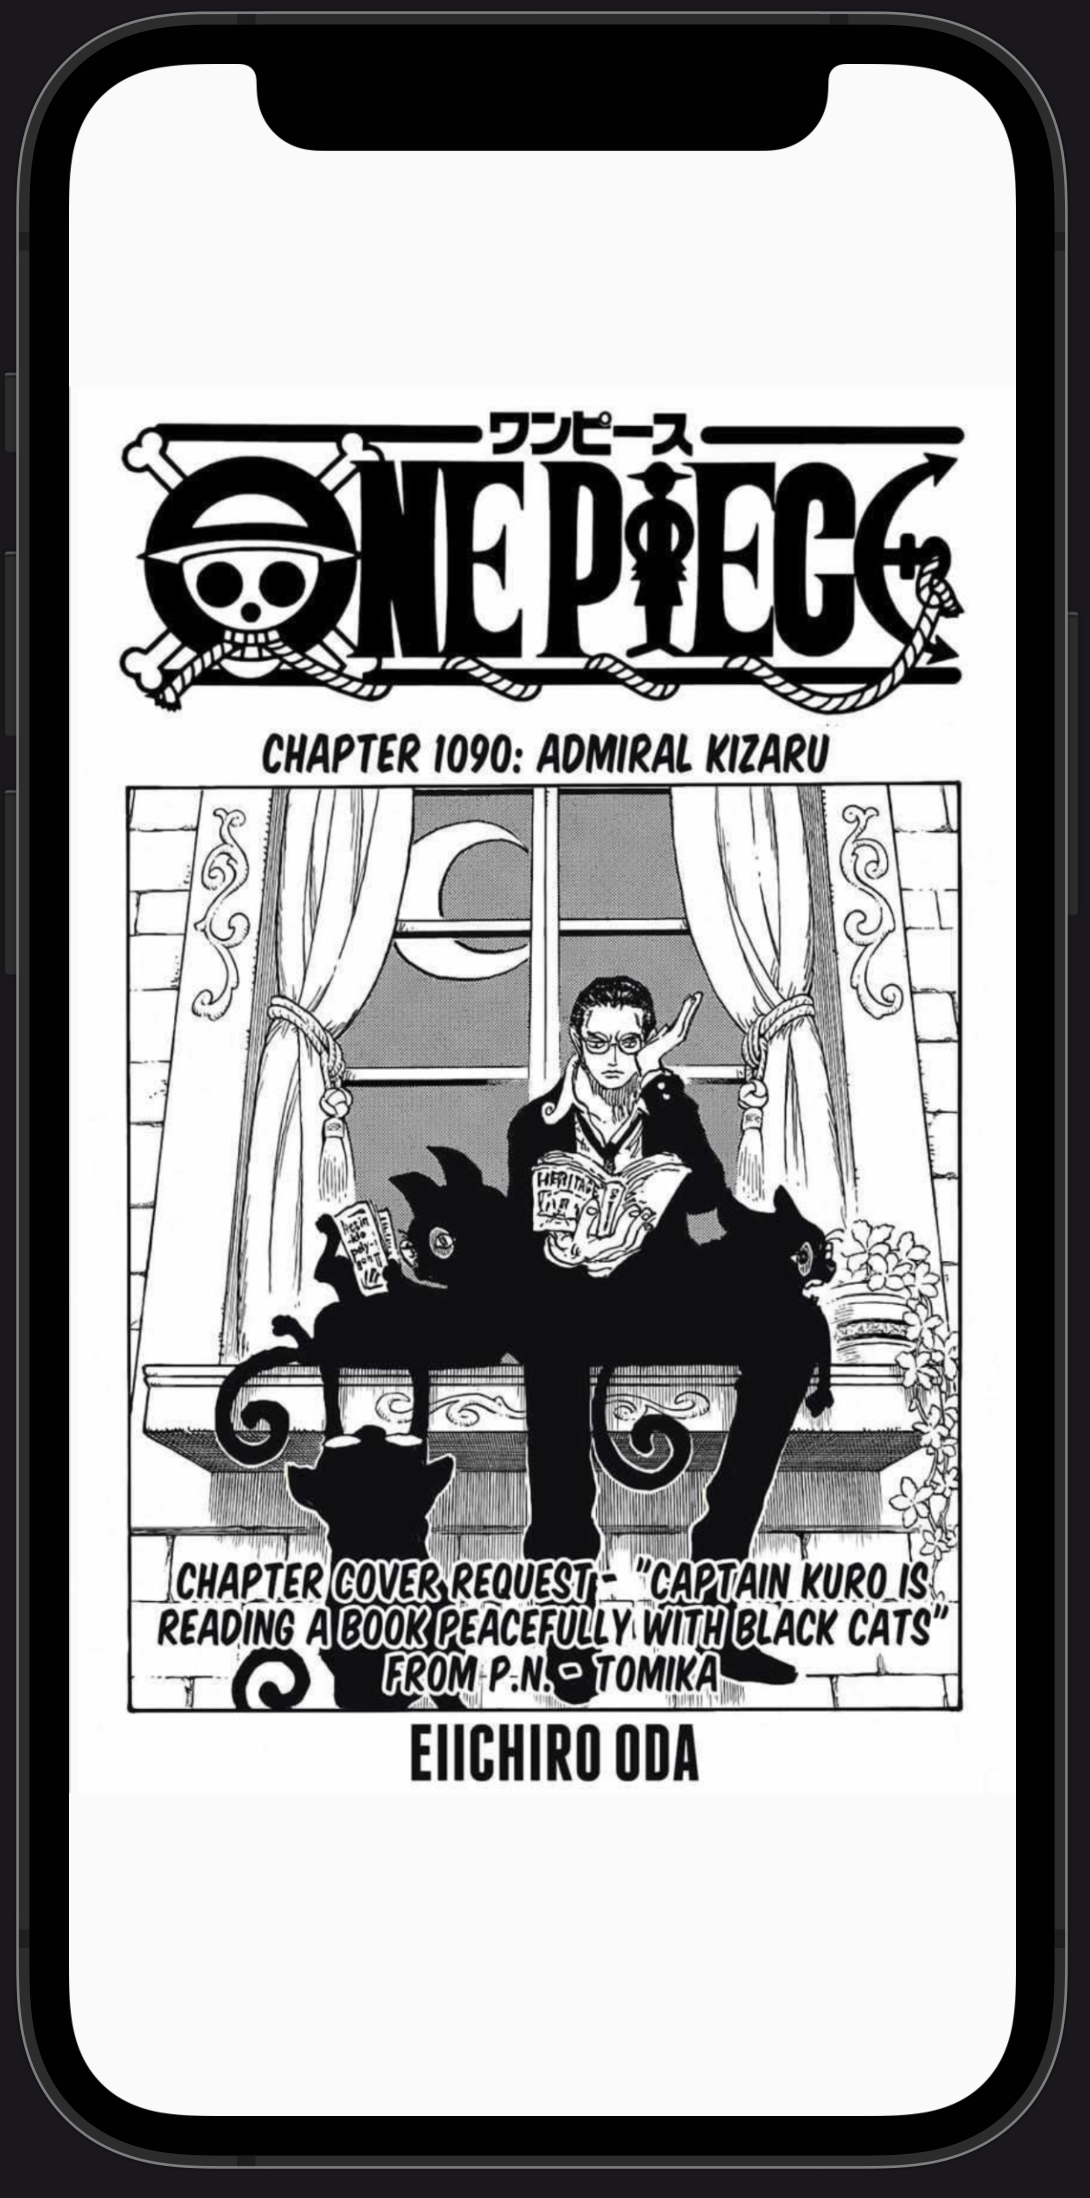 ワンピース
ONE PIECE
CHAPTER 1090: ADMIRAL KIZARU
HERITAGE
CHAPTER COVER REQUEST - "CAPTAIN KURO IS
READING A BOOK PEACEFULLY WITH BLACK CATS"
FROM P.N. - TOMIKA
EIICHIRO ODA